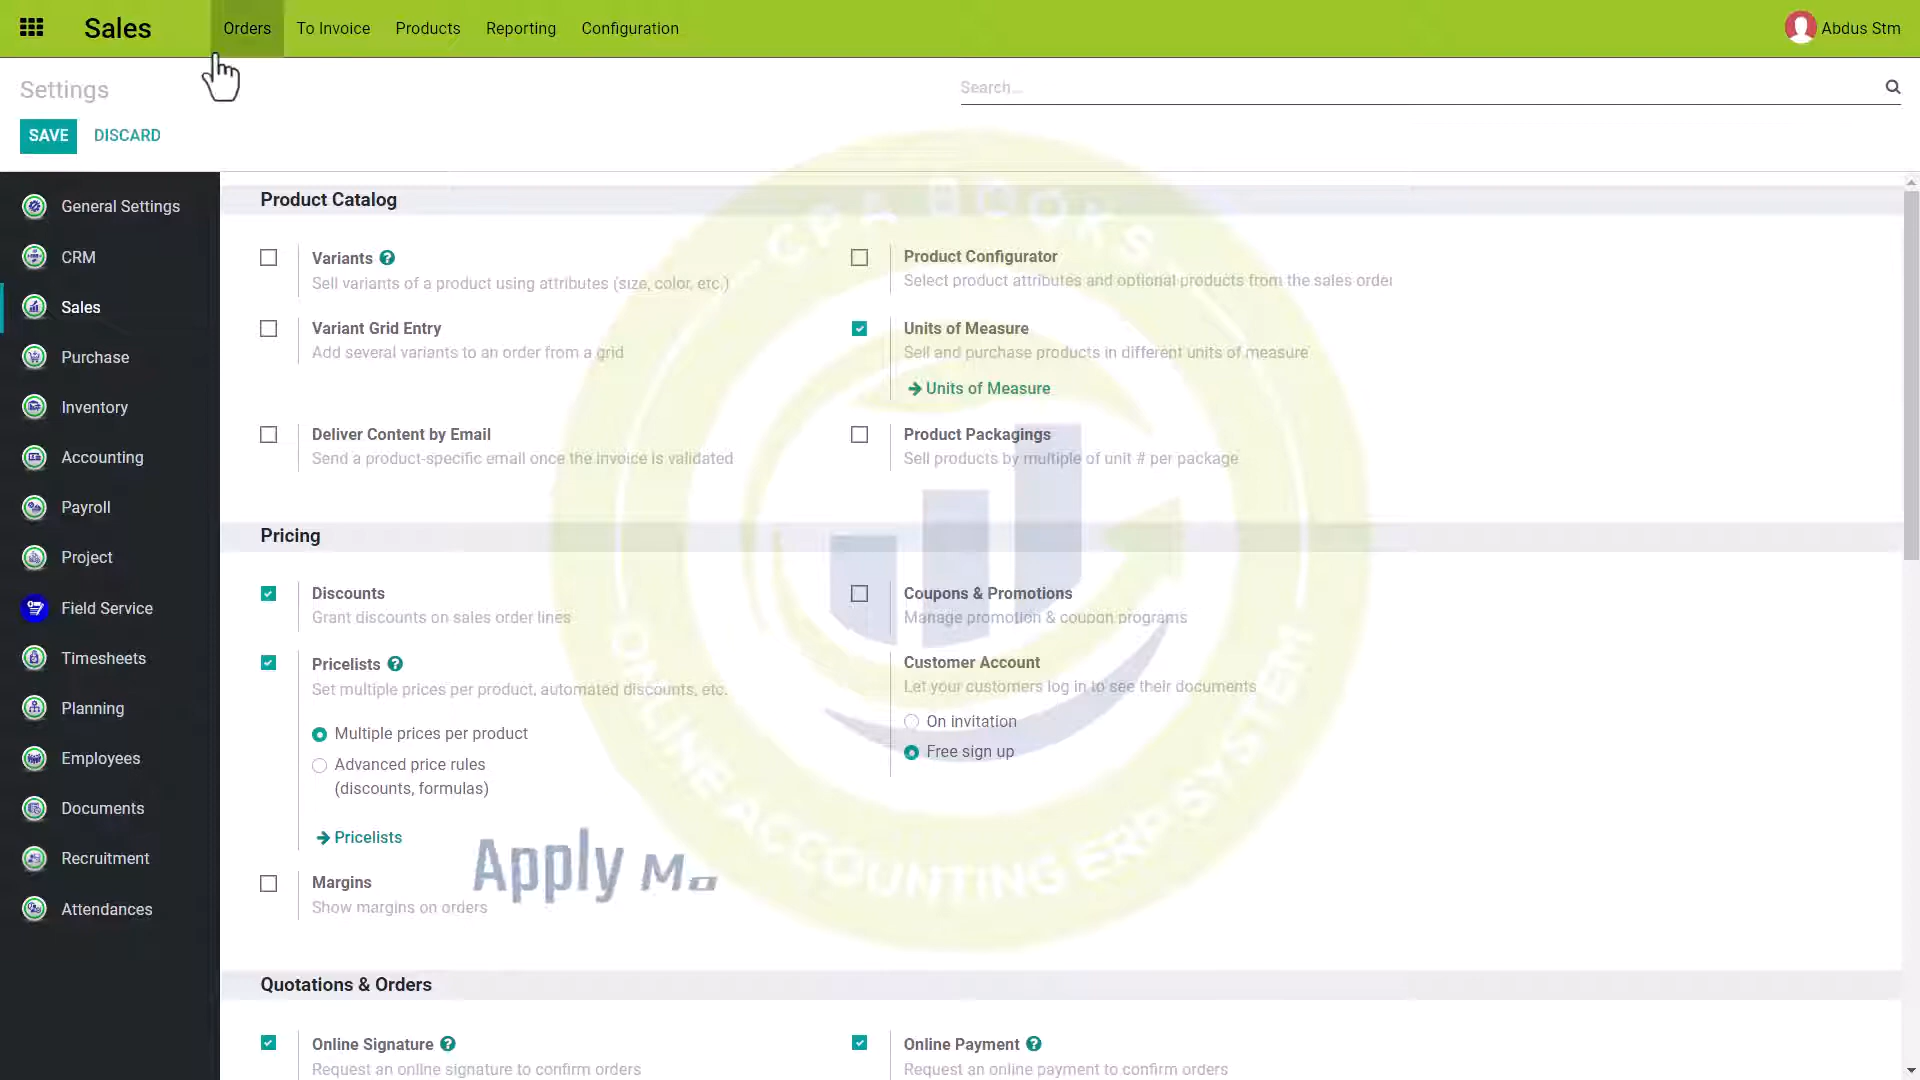 Sales
Orders
To Invoice
Products
Reporting
Configuration
Abdus Stm
Settings
Search...
SAVE
DISCARD
General Settings
CRM
Sales
Purchase
Inventory
Accounting
Payroll
Project
Field Service
Timesheets
Planning
Employees
Documents
Recruitment
Attendances
Product Catalog
Variants
Sell variants of a product using attributes (size, color, etc.)
Product Configurator
Select product attributes and optional products from the sales order
Variant Grid Entry
Add several variants to an order from a grid
Units of Measure
Sell and purchase products in different units of measure
Units of Measure
Deliver Content by Email
Send a product-specific email once the invoice is validated
Product Packagings
Sell products by multiple of unit # per package
Pricing
Discounts
Grant discounts on sales order lines
Coupons & Promotions
Manage promotion & coupon programs
Pricelists
Set multiple prices per product, automated discounts, etc.
Multiple prices per product
Advanced price rules
(discounts, formulas)
Pricelists
Customer Account
Let your customers log in to see their documents
On invitation
Free sign up
Margins
Show margins on orders
Quotations & Orders
Online Signature
Request an online signature to confirm orders
Online Payment
Request an online payment to confirm orders
CPA BOOKS
ONLINE ACCOUNTING ERP SYSTEM
Apply